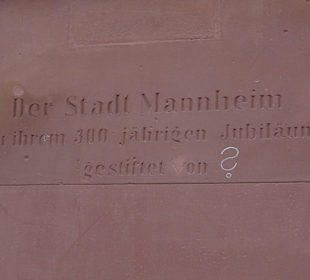 Der Stadt Mannheim
u ihrem 300 jährigen Jubiläum
gestiftet von ?